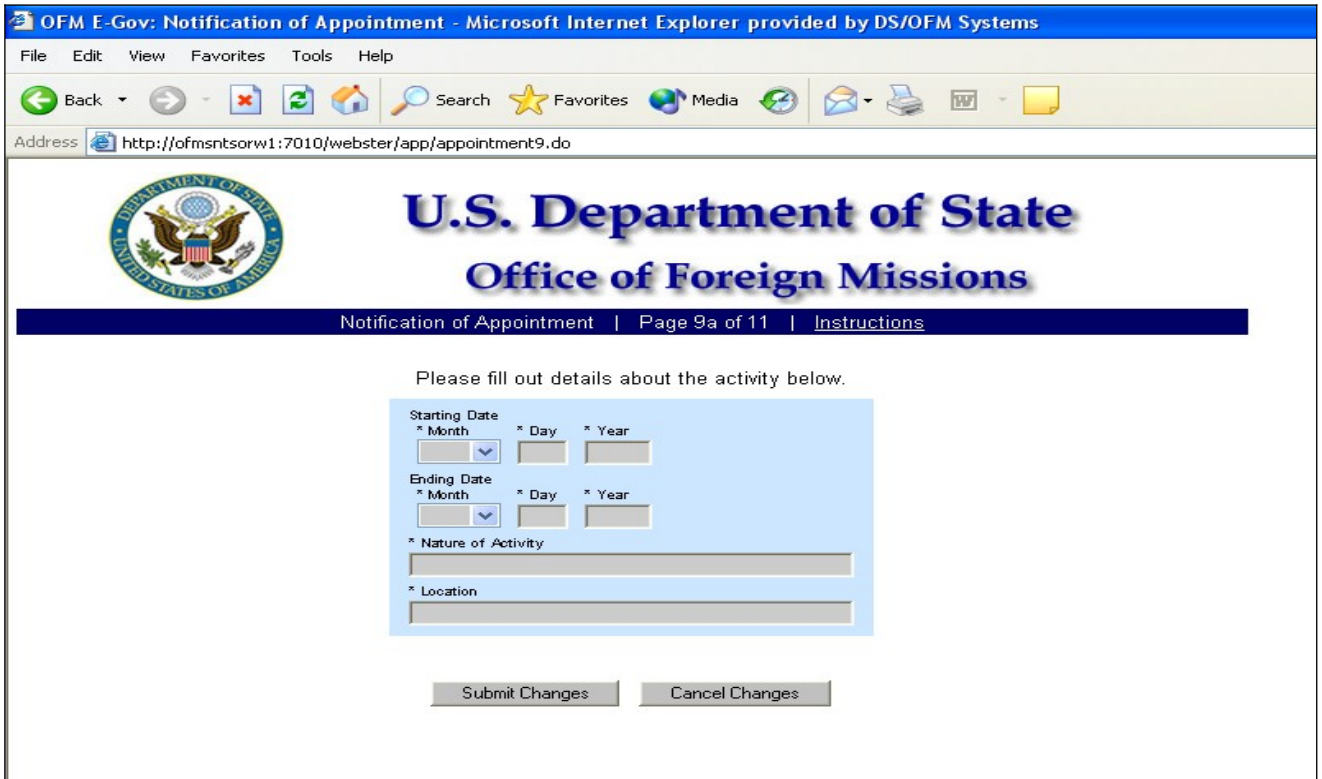 OFM E-Gov: Notification of Appointment - Microsoft Internet Explorer provided by DS/OFM Systems
File Edit View Favorites Tools Help
Back Search Favorites Media
Address http://ofmsntsorw1:7010/webster/app/appointment9.do
DEPARTMENT OF STATE
UNITED STATES OF AMERICA
U.S. Department of State
Office of Foreign Missions
Notification of Appointment | Page 9a of 11 | Instructions
Please fill out details about the activity below.
Starting Date
* Month * Day * Year
Ending Date
* Month * Day * Year
* Nature of Activity
* Location
Submit Changes Cancel Changes